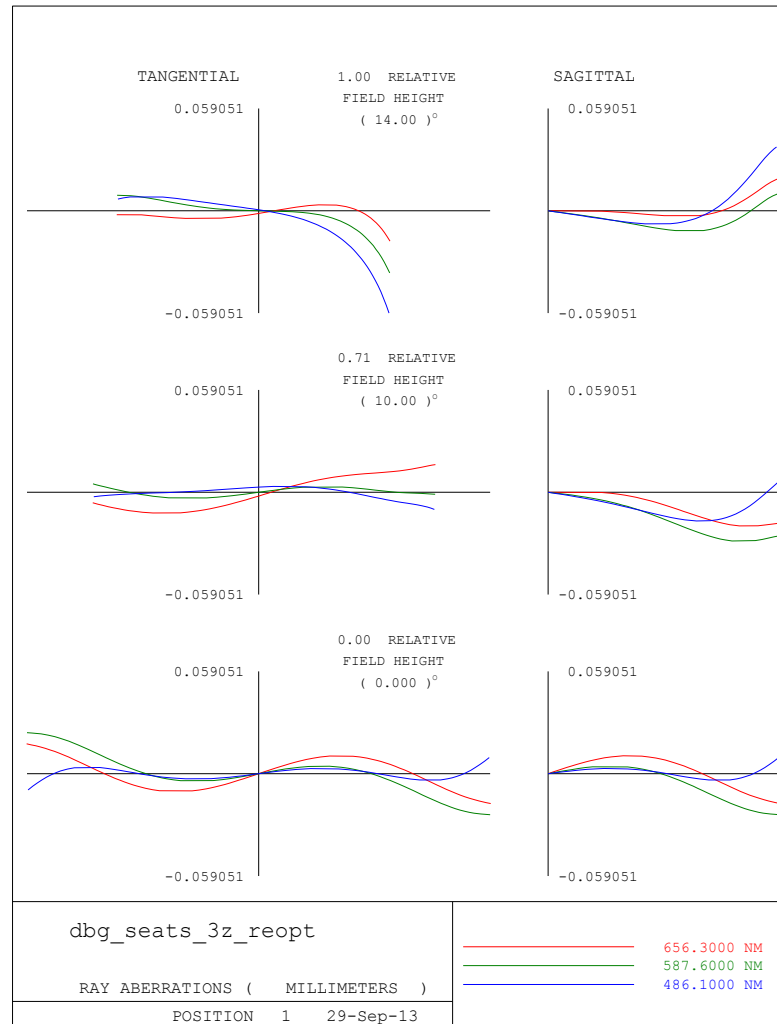 TANGENTIAL 1.00 RELATIVE SAGITTAL
FIELD HEIGHT
0.059051 ( 14.00 )° 0.059051
-0.059051 -0.059051
0.71 RELATIVE
FIELD HEIGHT
0.059051 ( 10.00 )° 0.059051
-0.059051 -0.059051
0.00 RELATIVE
FIELD HEIGHT
0.059051 ( 0.000 )° 0.059051
-0.059051 -0.059051
dbg_seats_3z_reopt
RAY ABERRATIONS ( MILLIMETERS )
POSITION 1 29-Sep-13
656.3000 NM
587.6000 NM
486.1000 NM